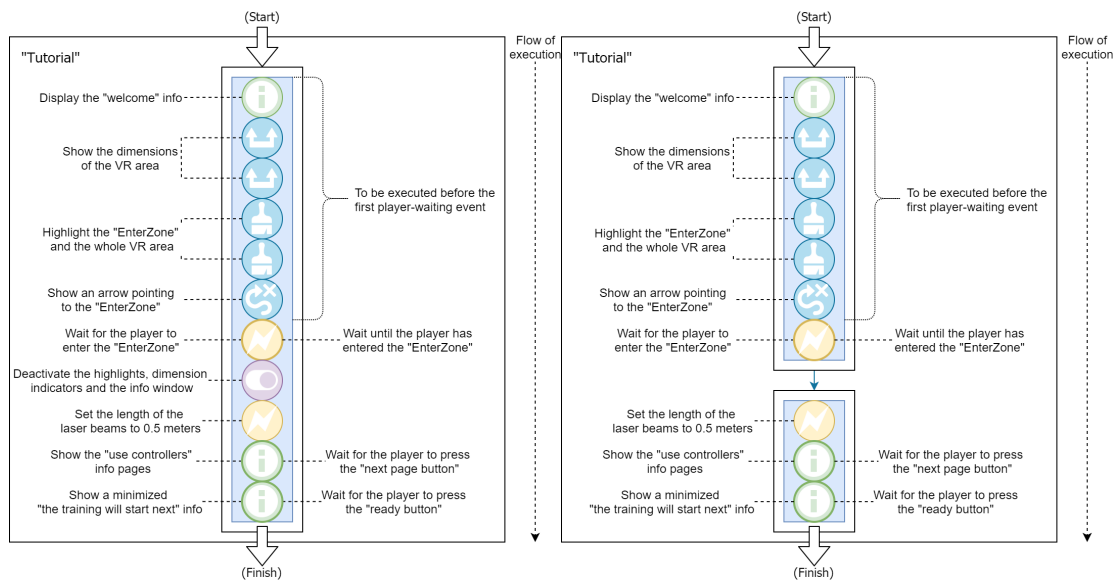 (Start)
Flow of
execution
"Tutorial"
Display the "welcome" info
Show the dimensions
of the VR area
To be executed before the
first player-waiting event
Highlight the "EnterZone"
and the whole VR area
Show an arrow pointing
to the "EnterZone"
Wait for the player to
enter the "EnterZone"
Wait until the player has
entered the "EnterZone"
Deactivate the highlights, dimension
indicators and the info window
Set the length of the
laser beams to 0.5 meters
Show the "use controllers"
info pages
Wait for the player to press
the "next page button"
Show a minimized
"the training will start next" info
Wait for the player to press
the "ready button"
(Finish)
(Start)
Flow of
execution
"Tutorial"
Display the "welcome" info
Show the dimensions
of the VR area
To be executed before the
first player-waiting event
Highlight the "EnterZone"
and the whole VR area
Show an arrow pointing
to the "EnterZone"
Wait for the player to
enter the "EnterZone"
Wait until the player has
entered the "EnterZone"
Set the length of the
laser beams to 0.5 meters
Show the "use controllers"
info pages
Wait for the player to press
the "next page button"
Show a minimized
"the training will start next" info
Wait for the player to press
the "ready button"
(Finish)